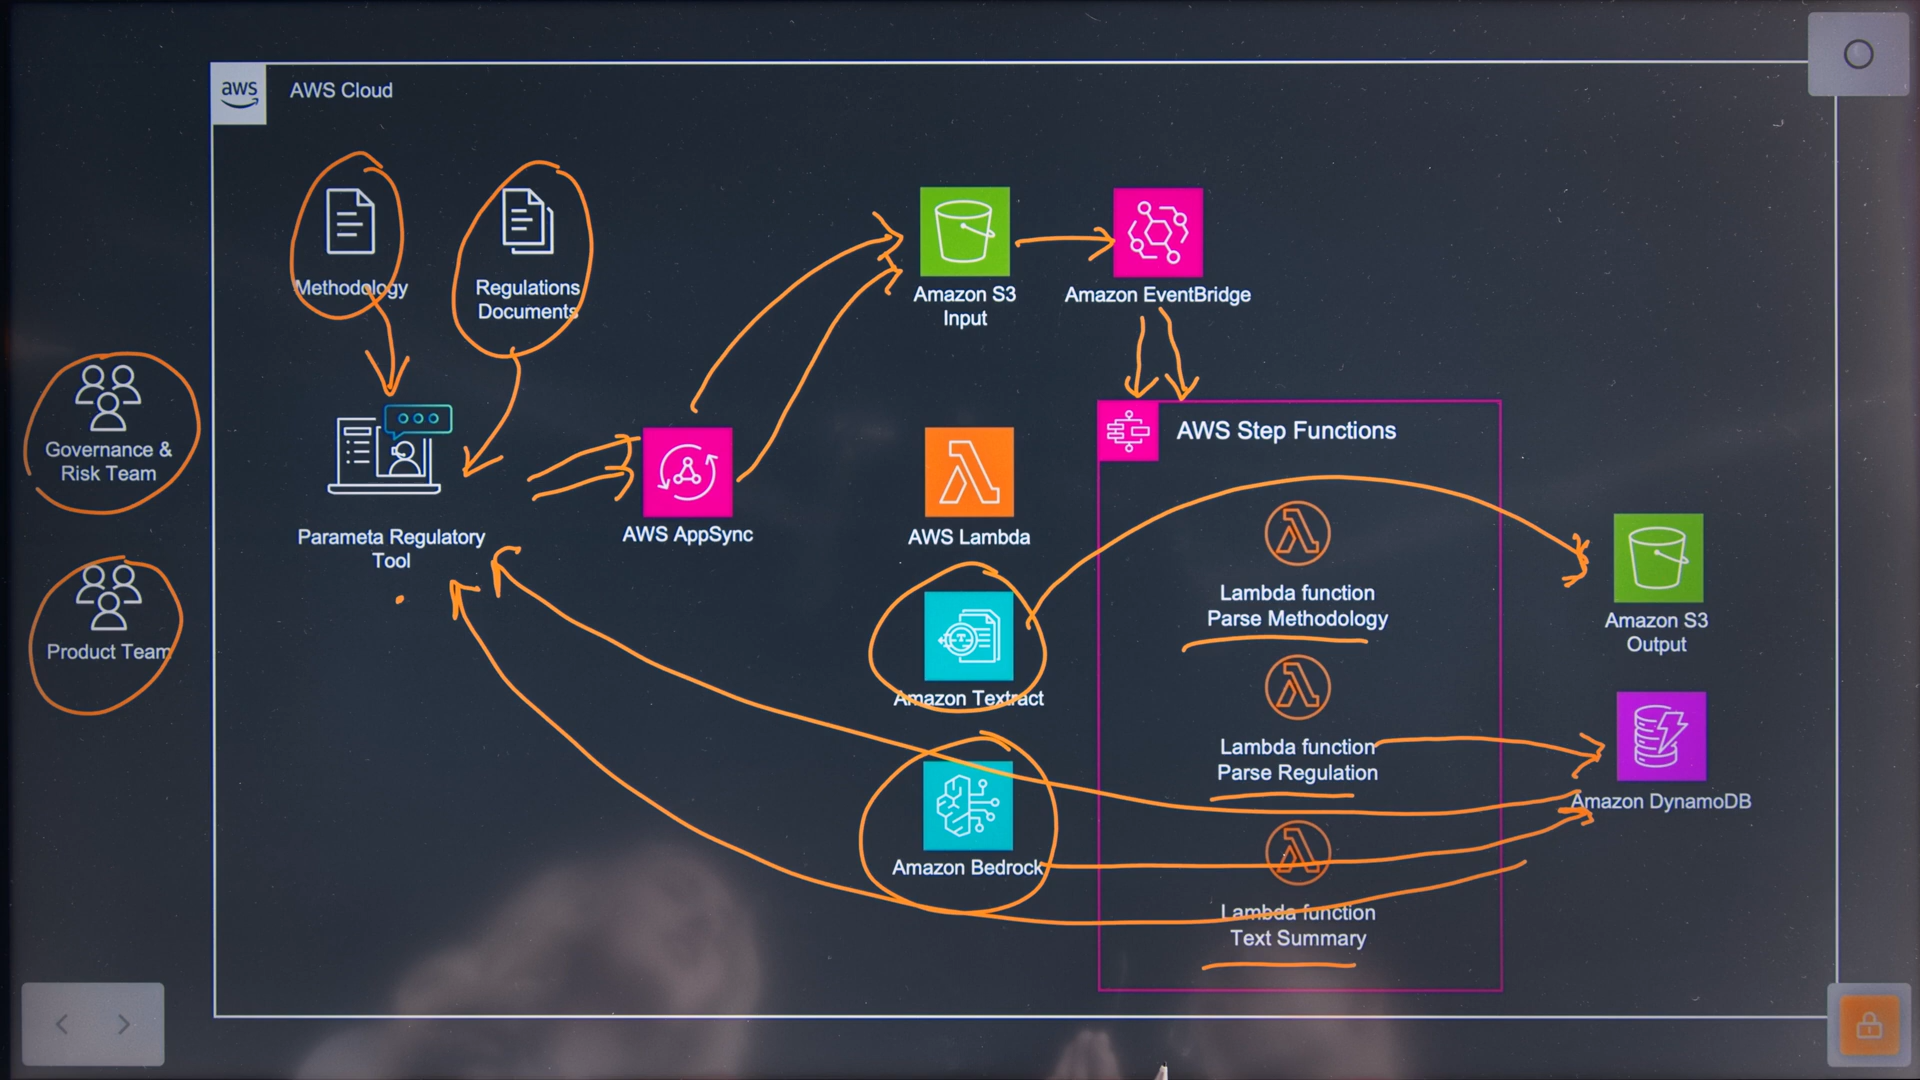 aws
AWS Cloud
Methodology
Regulations
Documents
Amazon S3
Input
Amazon EventBridge
Governance &
Risk Team
Parameta Regulatory
Tool
AWS AppSync
AWS Lambda
AWS Step Functions
Lambda function
Parse Methodology
Amazon S3
Output
Product Team
Amazon Textract
Lambda function
Parse Regulation
Amazon DynamoDB
Amazon Bedrock
Lambda function
Text Summary